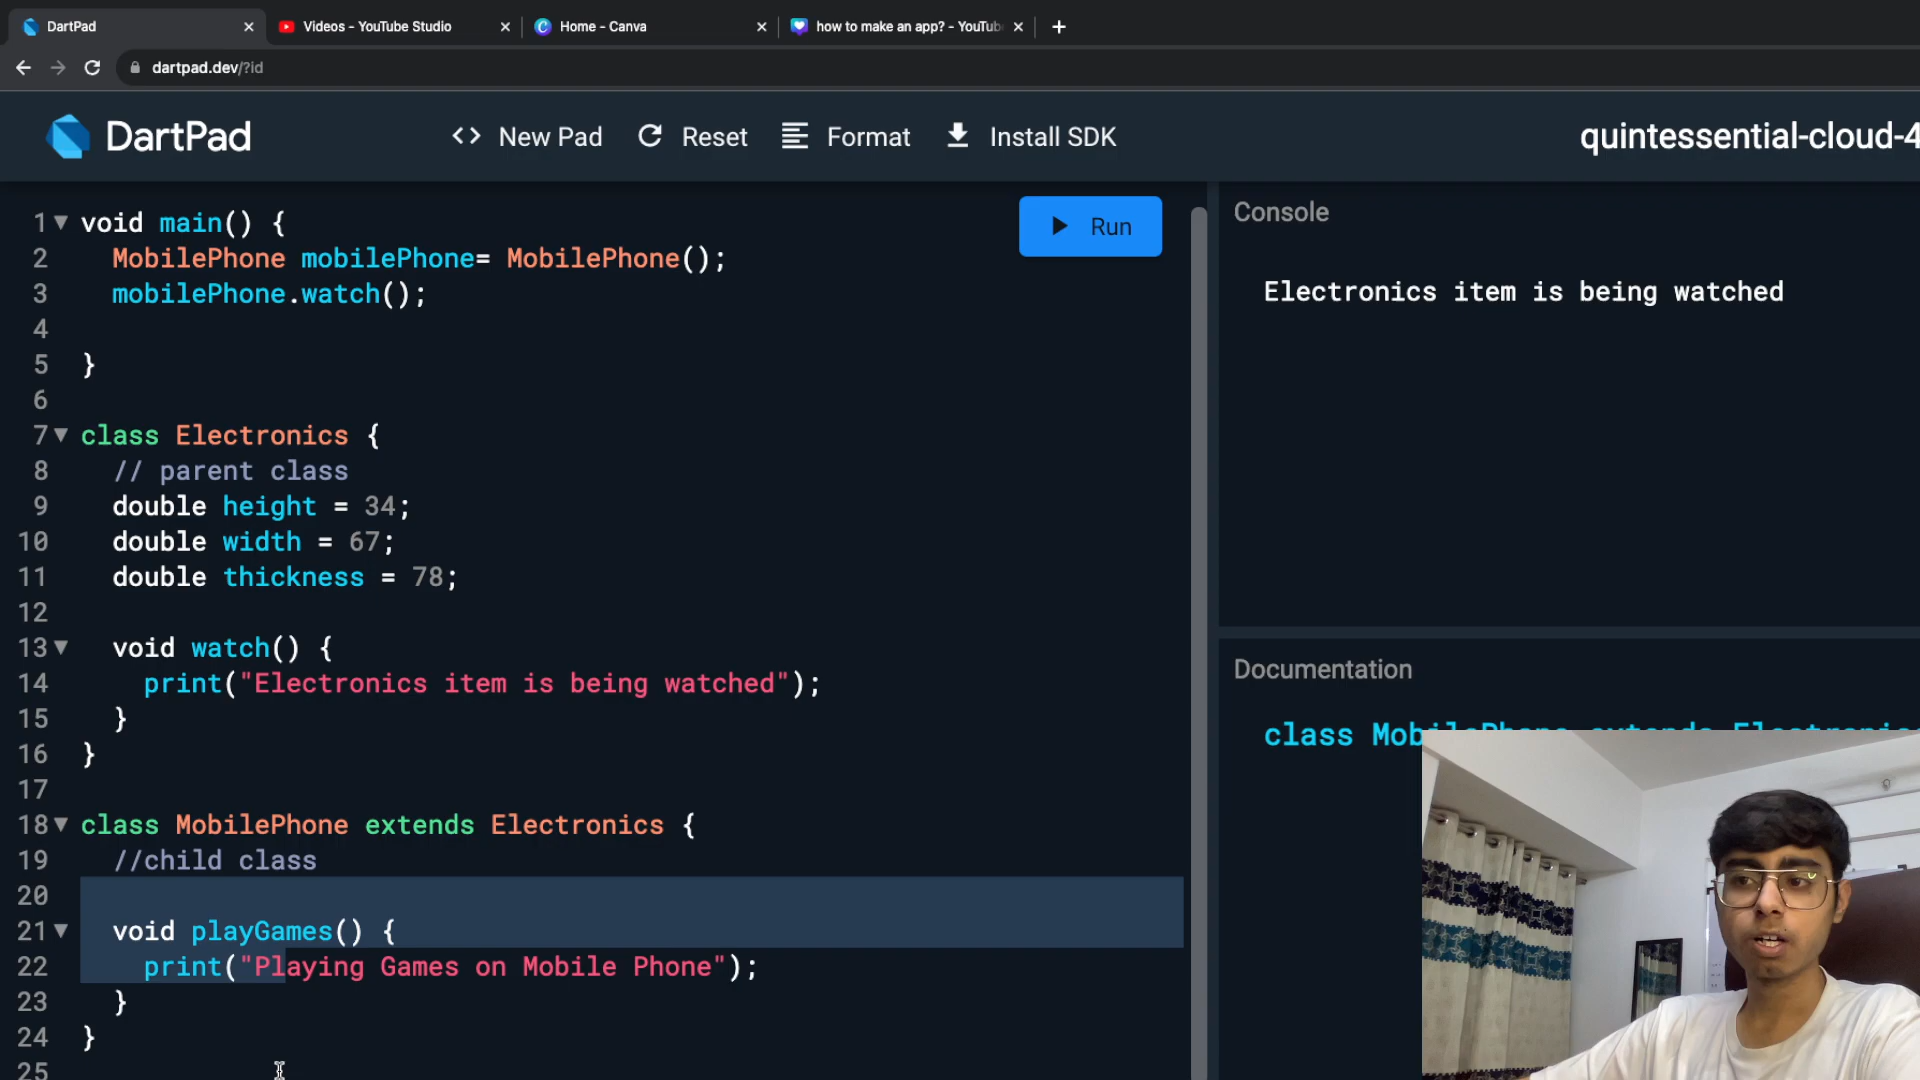 DartPad
Videos - YouTube Studio
Home - Canva
how to make an app? - YouTub
dartpad.dev/?id
DartPad
New Pad
Reset
Format
Install SDK
quintessential-cloud-4
1 void main() {
2 MobilePhone mobilePhone= MobilePhone();
3 mobilePhone.watch();
4
5 }
6
7 class Electronics {
8 // parent class
9 double height = 34;
10 double width = 67;
11 double thickness = 78;
12
13 void watch() {
14 print("Electronics item is being watched");
15 }
16 }
17
18 class MobilePhone extends Electronics {
19 //child class
20
21 void playGames() {
22 print("Playing Games on Mobile Phone");
23 }
24 }
25
Run
Console
Electronics item is being watched
Documentation
class MobilePhone extends Electronics